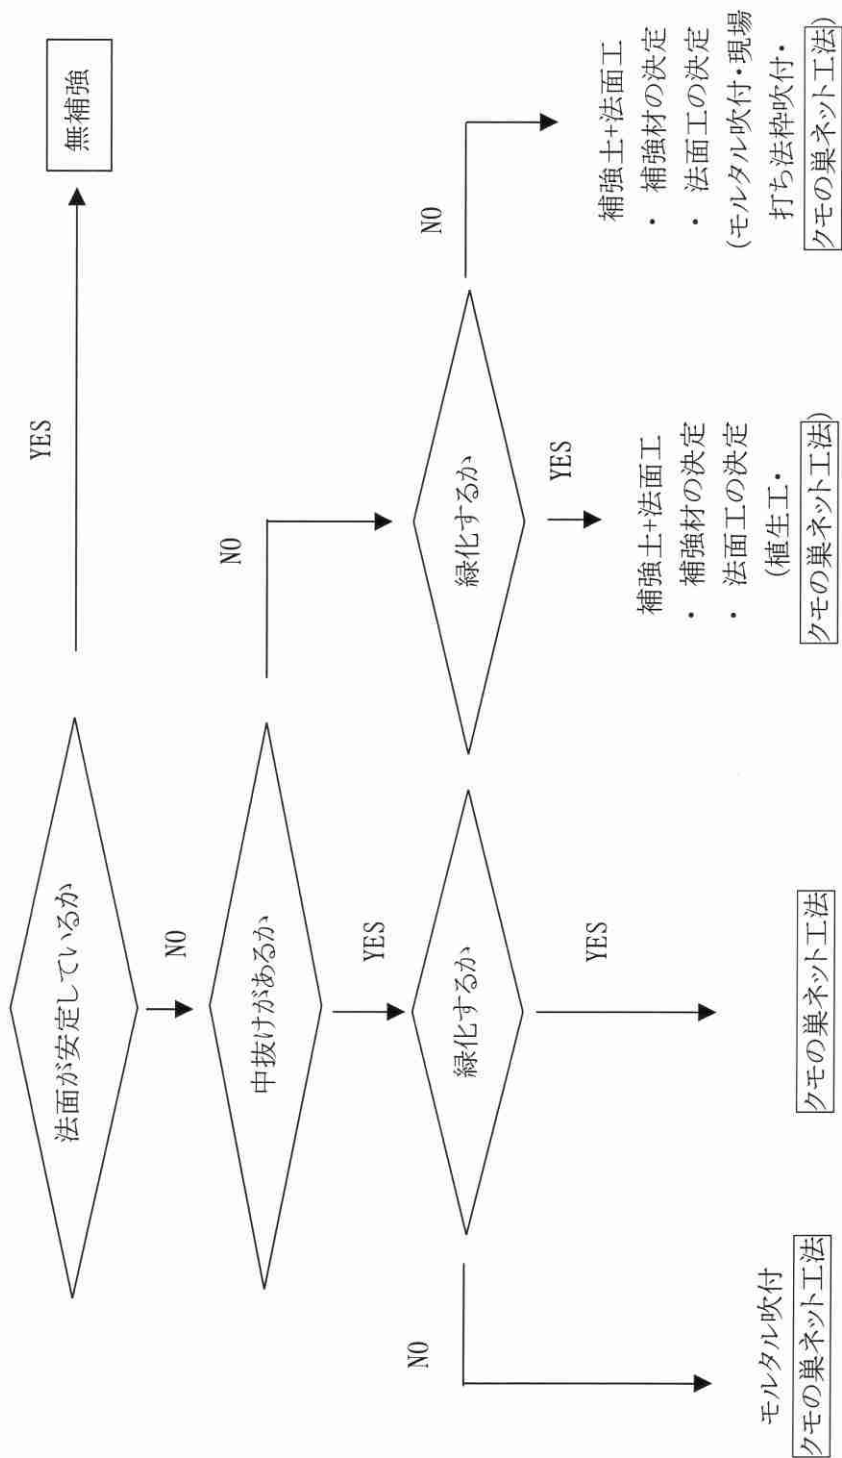 法面が安定しているか
YES
無補強
NO
中抜けがあるか
NO
YES
緑化するか
緑化するか
NO
NO
YES
YES
モルタル吹付
クモの巣ネット工法
クモの巣ネット工法
補強土+法面工
・ 補強材の決定
・ 法面工の決定
(植生工・
クモの巣ネット工法)
補強土+法面工
・ 補強材の決定
・ 法面工の決定
(モルタル吹付・現場
打ち法枠吹付・
クモの巣ネット工法)